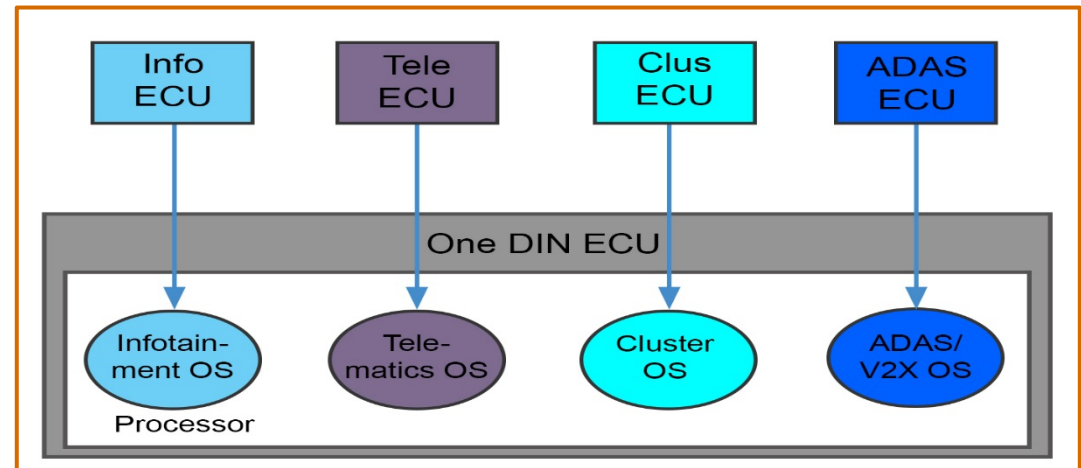 Info
ECU
Tele
ECU
Clus
ECU
ADAS
ECU
One DIN ECU
Infotain-
ment OS
Tele-
matics OS
Cluster
OS
ADAS/
V2X OS
Processor